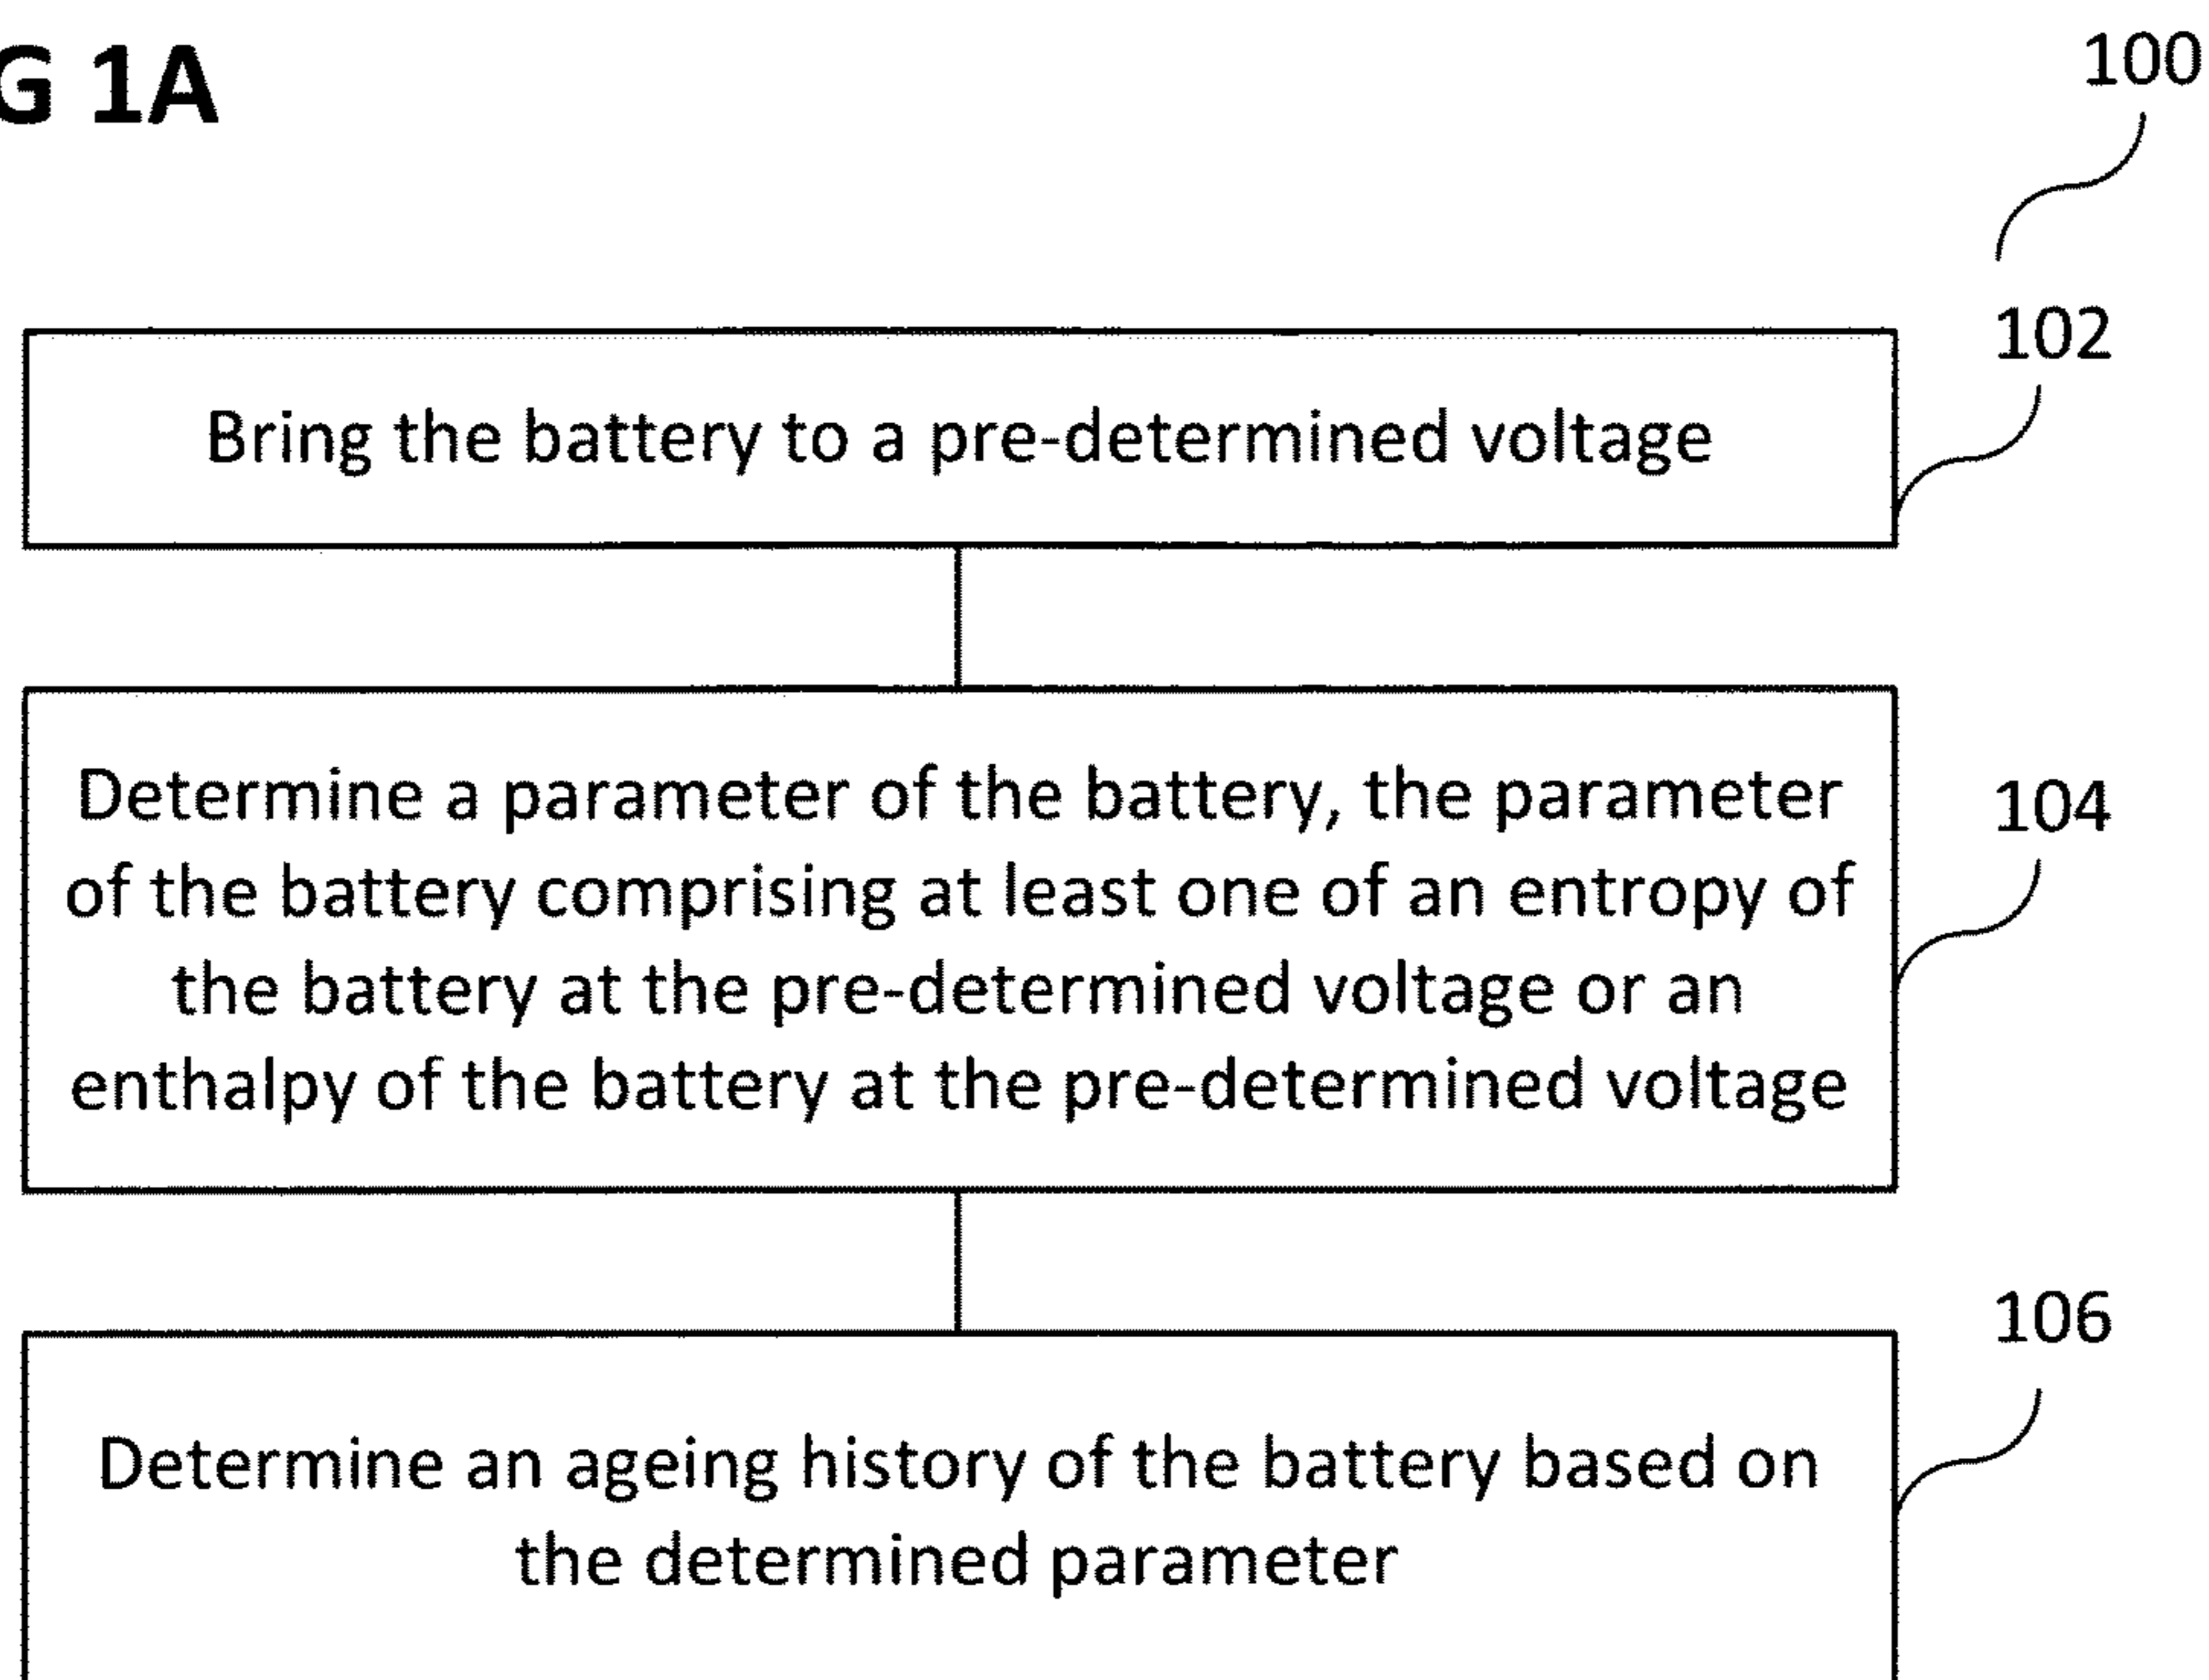 G 1A
100
102
Bring the battery to a pre-determined voltage
Determine a parameter of the battery, the parameter
104
of the battery comprising at least one of an entropy of
the battery at the pre-determined voltage or an
enthalpy of the battery at the pre-determined voltage
106
Determine an ageing history of the battery based on
the determined parameter